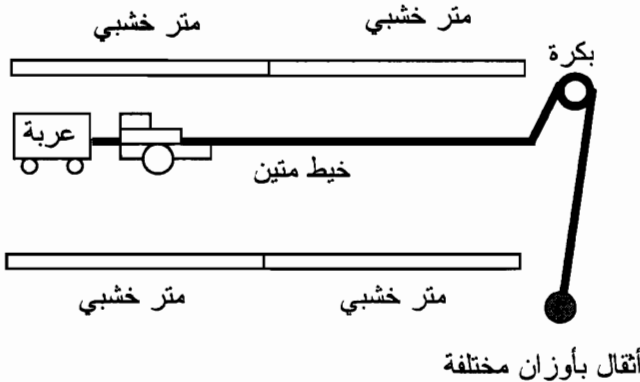 متر خشبي
متر خشبي
بكرة
عربة
خيط متين
متر خشبي
متر خشبي
أثقال بأوزان مختلفة